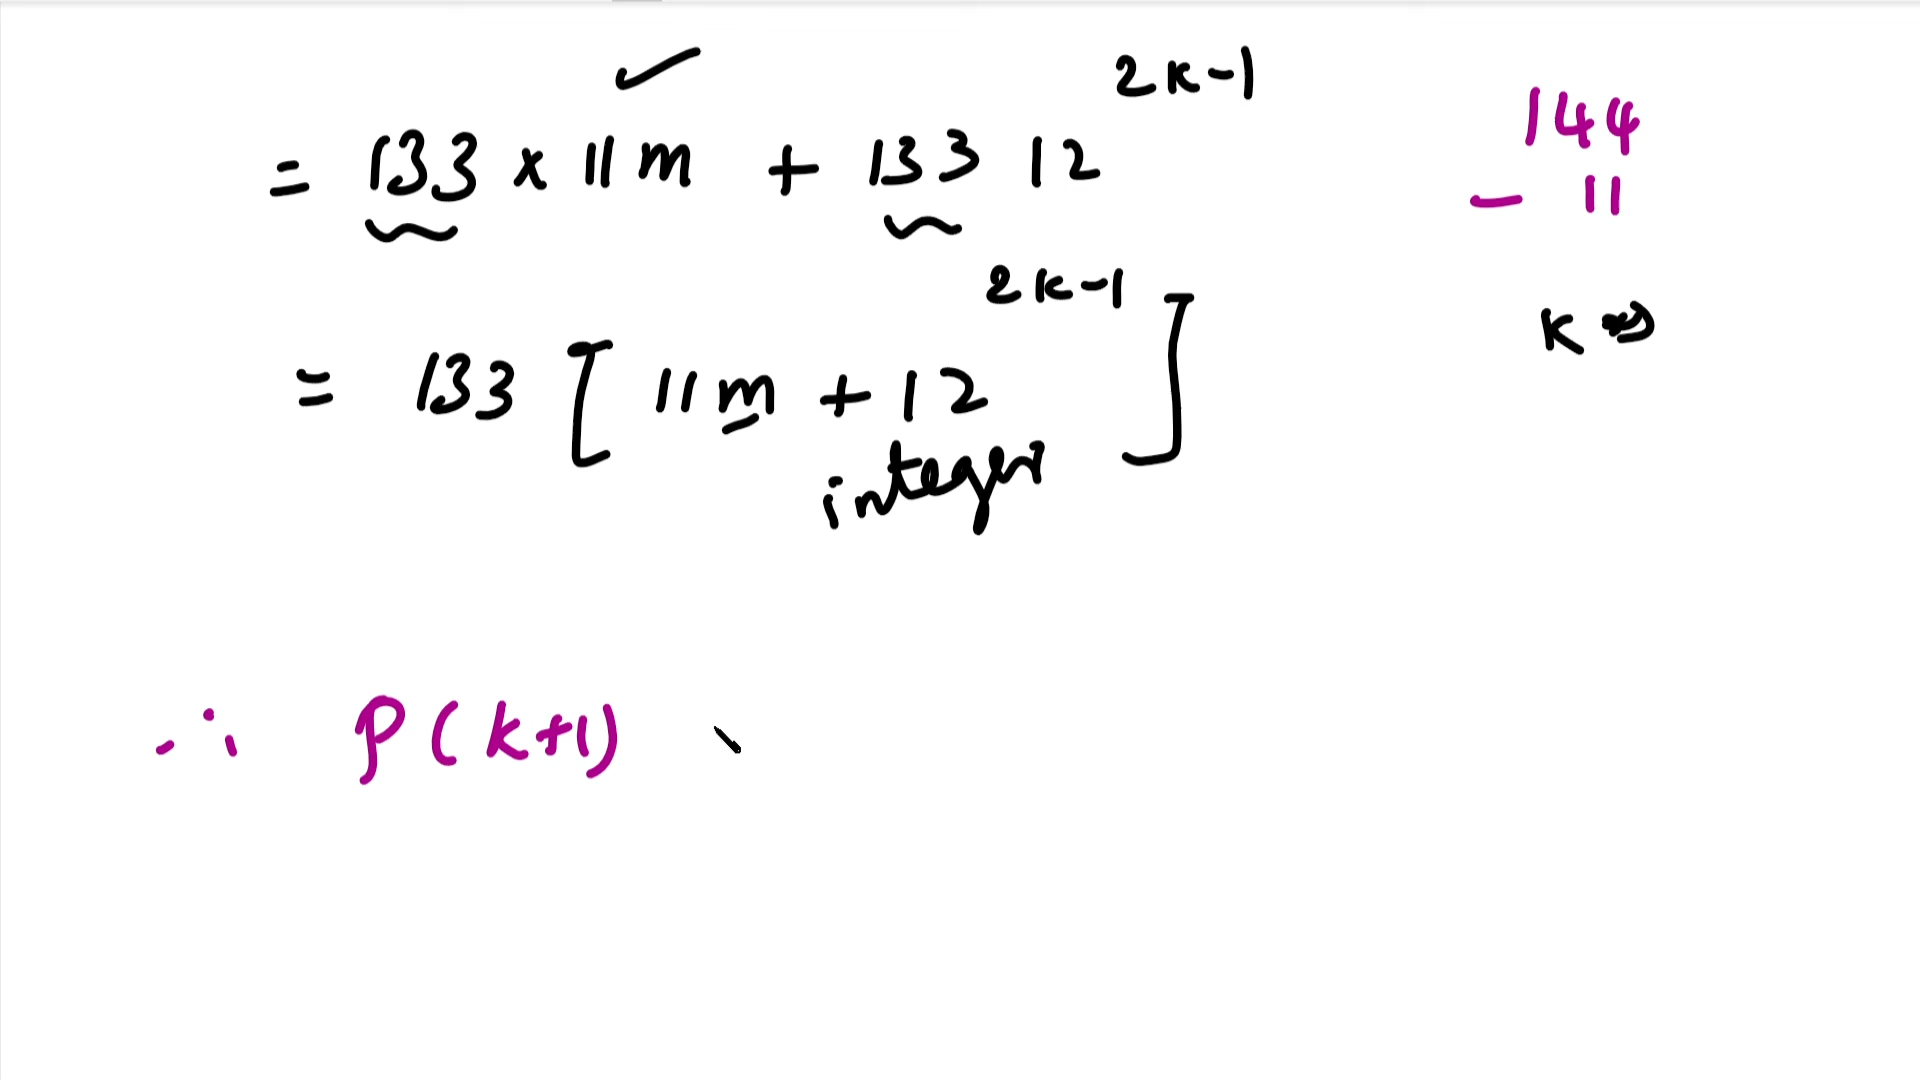 = 133 x 11m + 133 12^{2k-1}
144
- 11
= 133 [ 11m + 12^{2k-1} ]
integer
k
∴ P(k+1)